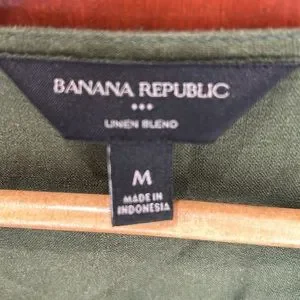 BANANA REPUBLIC
•••
LINEN BLEND
M
MADE IN
INDONESIA